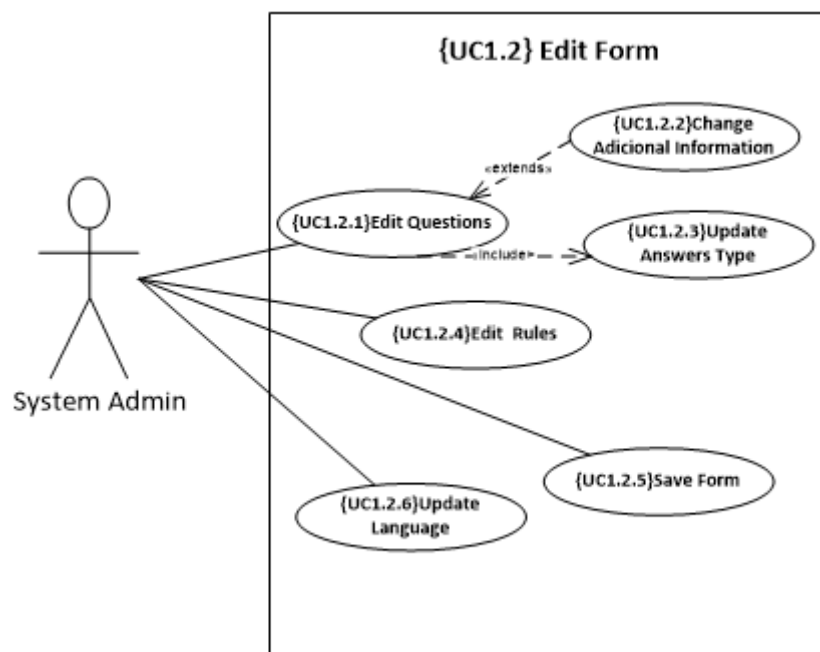 {UC1.2} Edit Form
{UC1.2.2}Change
Adicional Information
«extends»
{UC1.2.1}Edit Questions
{UC1.2.3}Update
Answers Type
«include»
{UC1.2.4}Edit Rules
System Admin
{UC1.2.5}Save Form
{UC1.2.6}Update
Language